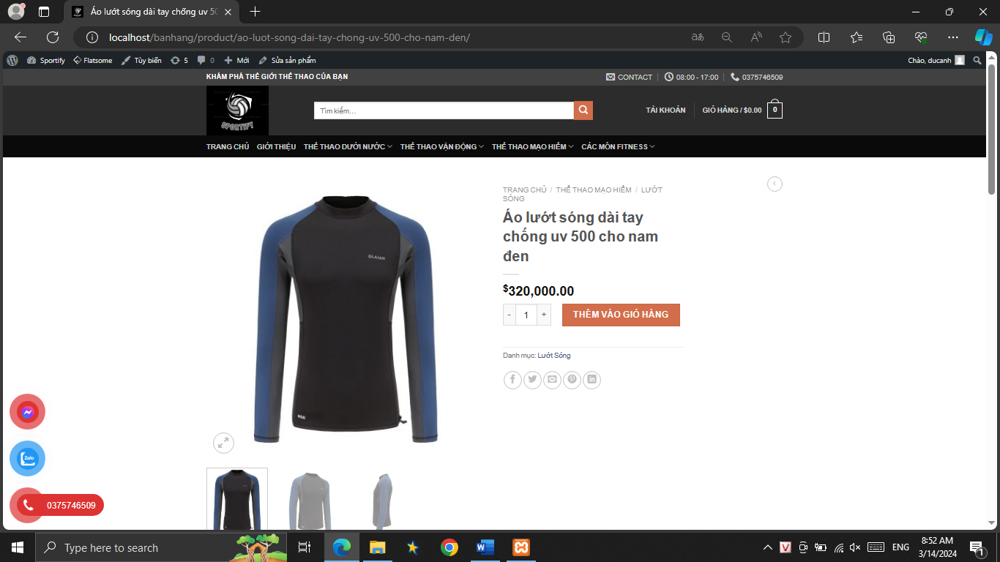 Áo lướt sóng dài tay chống uv 50
localhost/banhang/product/ao-luot-song-dai-tay-chong-uv-500-cho-nam-den/
Sportify Flatsome Tùy biến 5 0 Mới Sửa sản phẩm Chào, ducanh
KHÁM PHÁ THẾ GIỚI THỂ THAO CỦA BẠN CONTACT 08:00 - 17:00 0375746509
SPORTIFY
Tìm kiếm...
TÀI KHOẢN GIỎ HÀNG / $0.00 0
TRANG CHỦ GIỚI THIỆU THỂ THAO DƯỚI NƯỚC THỂ THAO VẬN ĐỘNG THỂ THAO MẠO HIỂM CÁC MÔN FITNESS
TRANG CHỦ / THỂ THAO MẠO HIỂM / LƯỚT
SÓNG
Áo lướt sóng dài tay
chống uv 500 cho nam
đen
$320,000.00
- 1 + THÊM VÀO GIỎ HÀNG
Danh mục: Lướt Sóng
OLAIAN
Zalo
0375746509
Type here to search
ENG
8:52 AM
3/14/2024
1